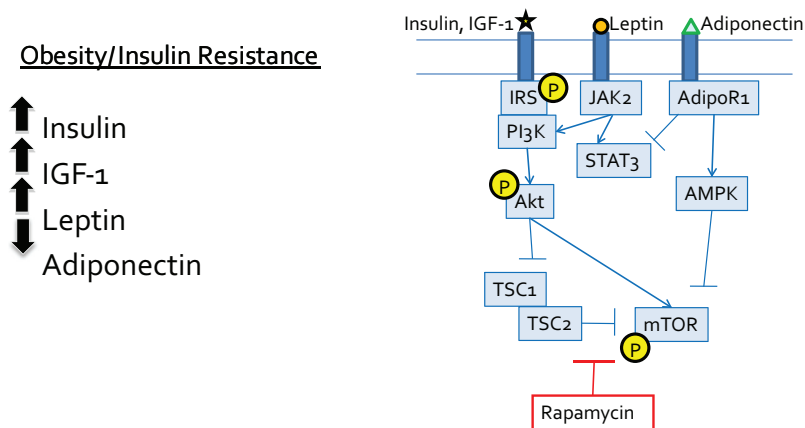 Obesity/Insulin Resistance
Insulin
IGF-1
Leptin
Adiponectin
Insulin, IGF-1
Leptin
Adiponectin
IRS
P
JAK2
AdipoR1
PI3K
STAT3
P
Akt
AMPK
TSC1
TSC2
mTOR
P
Rapamycin